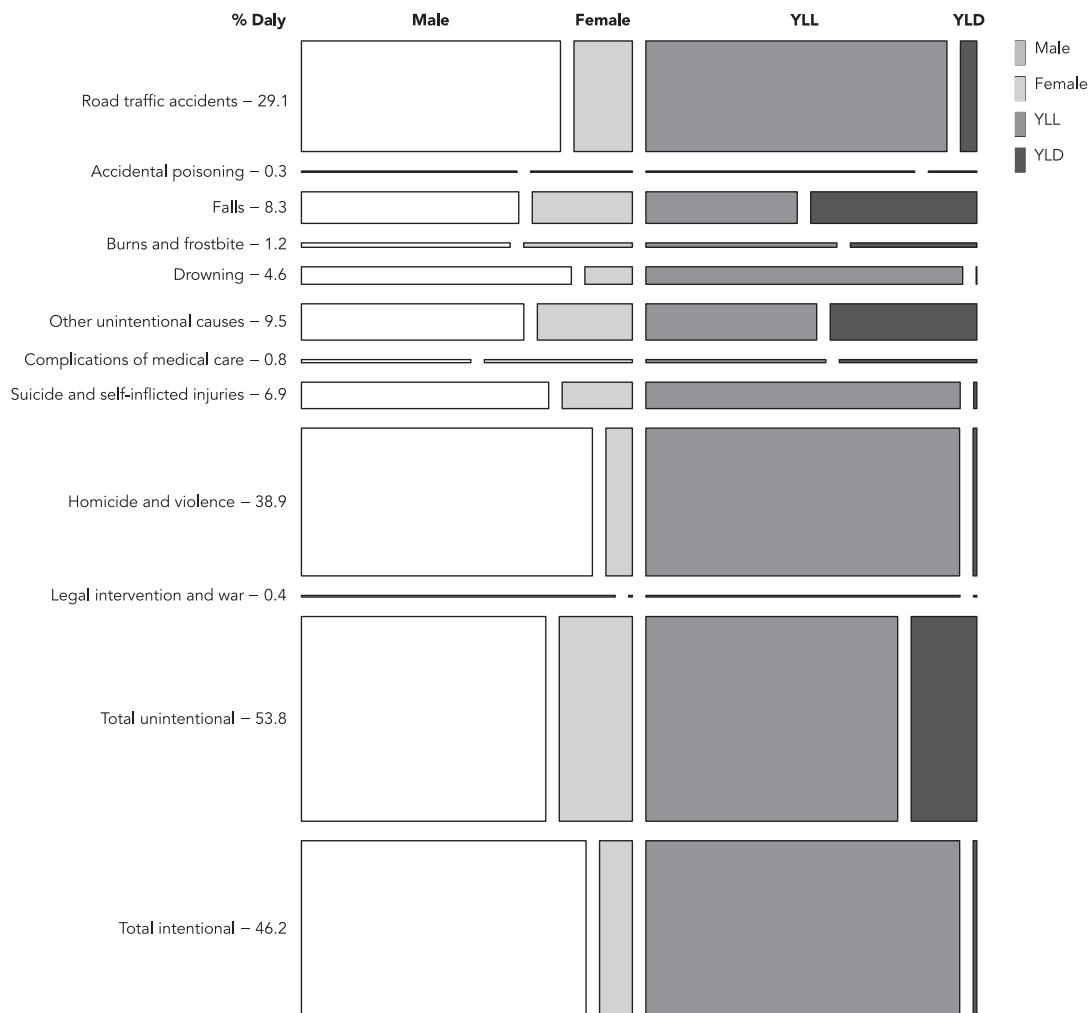 % Daly Male Female YLL YLD
Male
Female
YLL
YLD
Road traffic accidents – 29.1
Accidental poisoning – 0.3
Falls – 8.3
Burns and frostbite – 1.2
Drowning – 4.6
Other unintentional causes – 9.5
Complications of medical care – 0.8
Suicide and self-inflicted injuries – 6.9
Homicide and violence – 38.9
Legal intervention and war – 0.4
Total unintentional – 53.8
Total intentional – 46.2